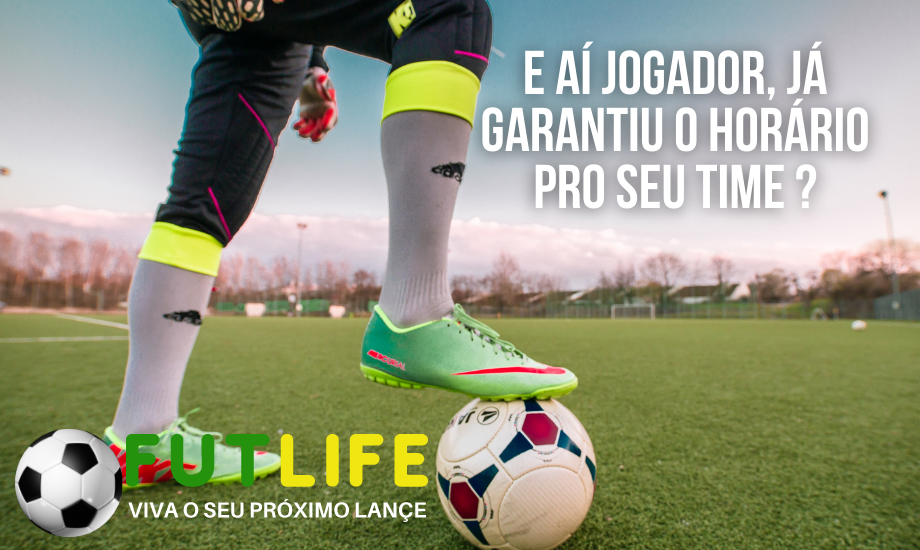 E AÍ JOGADOR, JÁ
GARANTIU O HORÁRIO
PRO SEU TIME ?
FUTLIFE
VIVA O SEU PRÓXIMO LANÇE